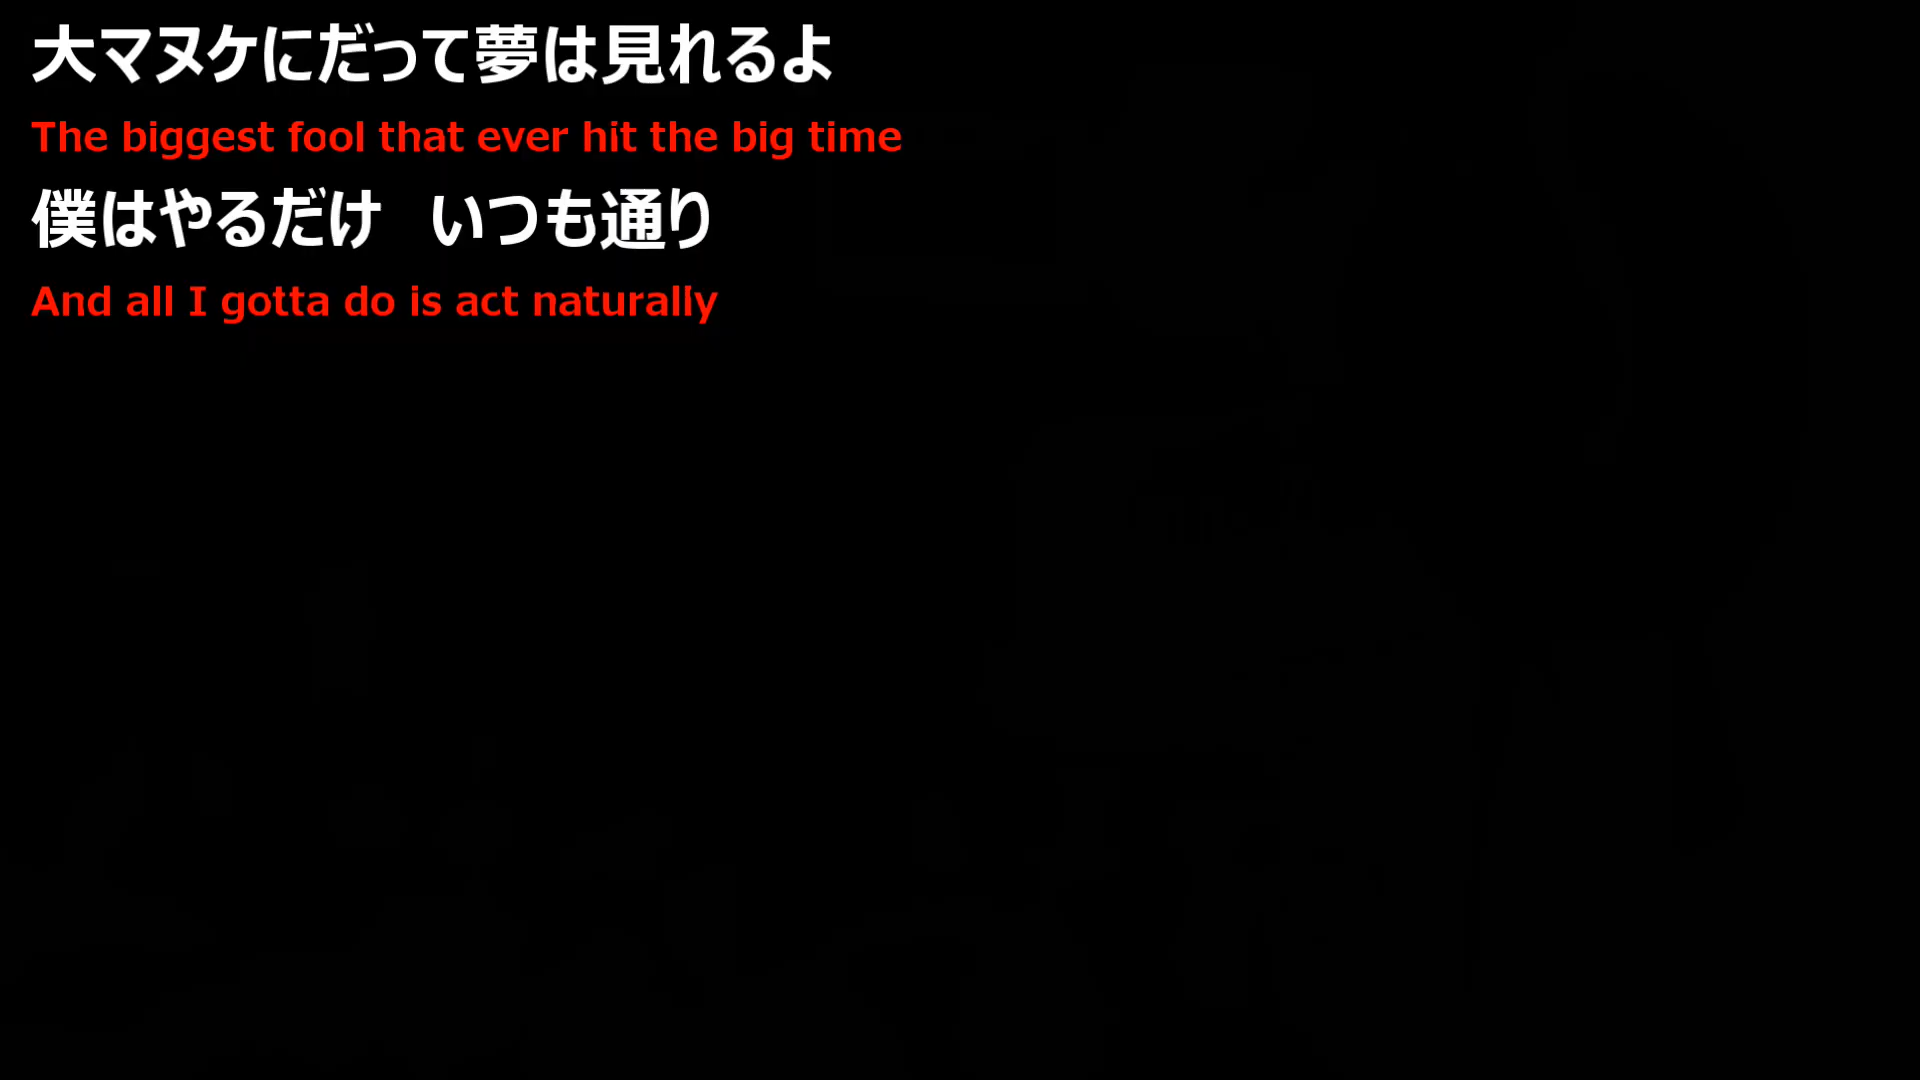 大マヌケにだって夢は見れるよ
The biggest fool that ever hit the big time
僕はやるだけ　いつも通り
And all I gotta do is act naturally